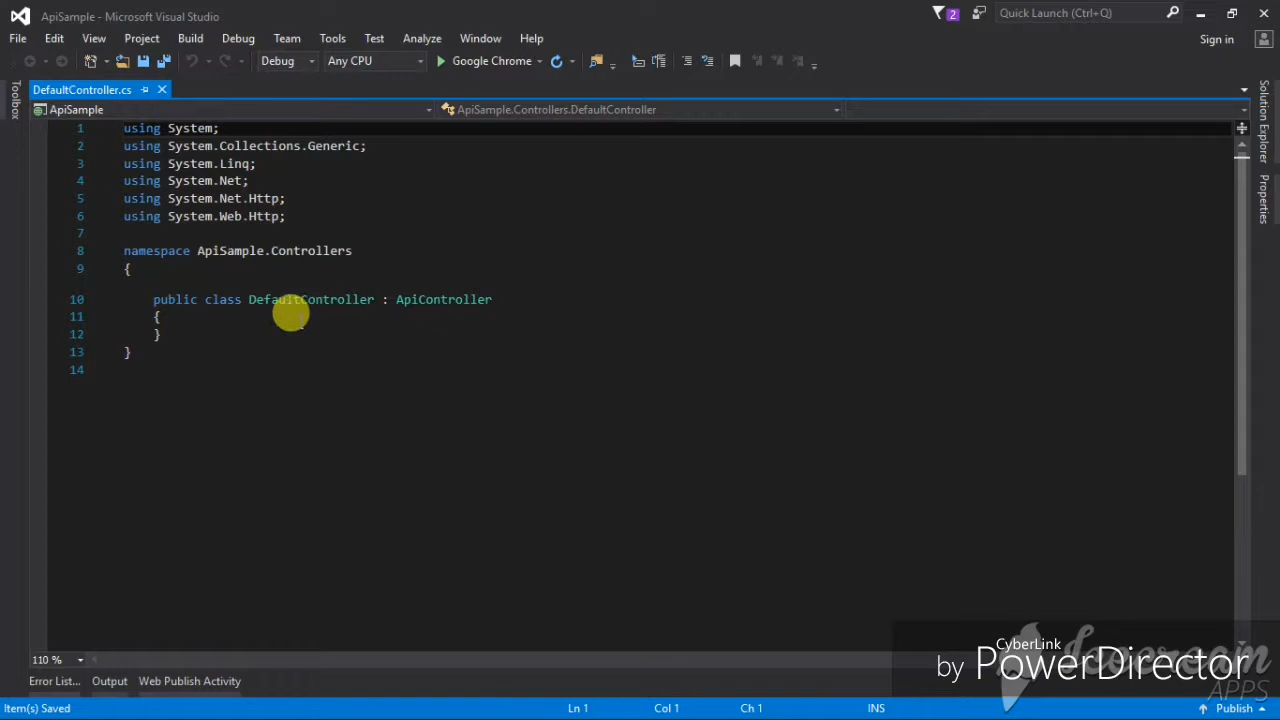 ApiSample - Microsoft Visual Studio
2
Quick Launch (Ctrl+Q)
File Edit View Project Build Debug Team Tools Test Analyze Window Help
Sign in
Debug Any CPU Google Chrome
Toolbox
DefaultController.cs
Solution Explorer
Properties
ApiSample ApiSample.Controllers.DefaultController
1 using System;
2 using System.Collections.Generic;
3 using System.Linq;
4 using System.Net;
5 using System.Net.Http;
6 using System.Web.Http;
7
8 namespace ApiSample.Controllers
9 {
10 public class DefaultController : ApiController
11 {
12 }
13 }
14
110 %
CyberLink
by PowerDirector
Icecream
APPS
Error List... Output Web Publish Activity
Item(s) Saved Ln 1 Col 1 Ch 1 INS Publish